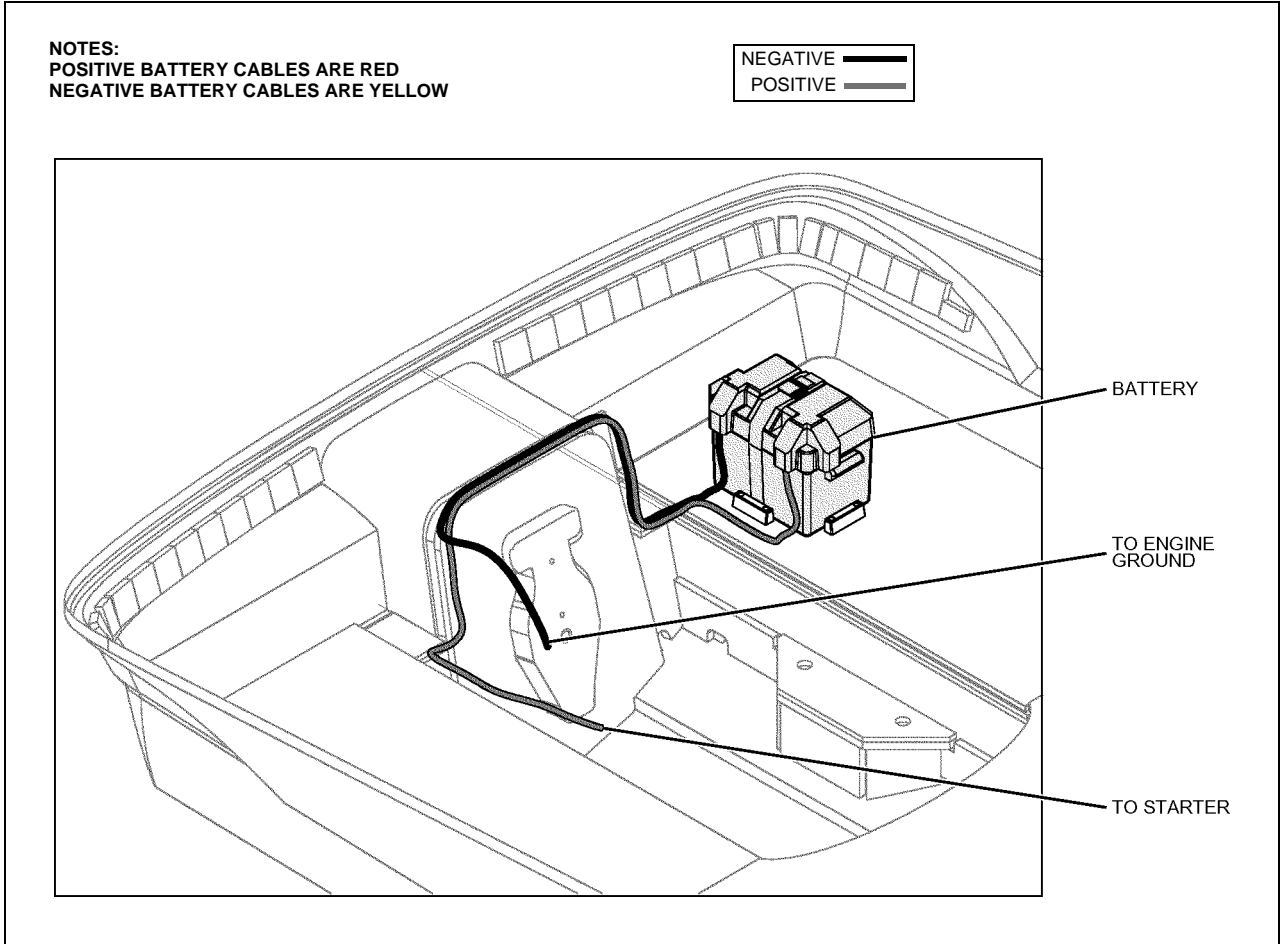 NOTES:
POSITIVE BATTERY CABLES ARE RED
NEGATIVE BATTERY CABLES ARE YELLOW
NEGATIVE
POSITIVE
BATTERY
TO ENGINE
GROUND
TO STARTER